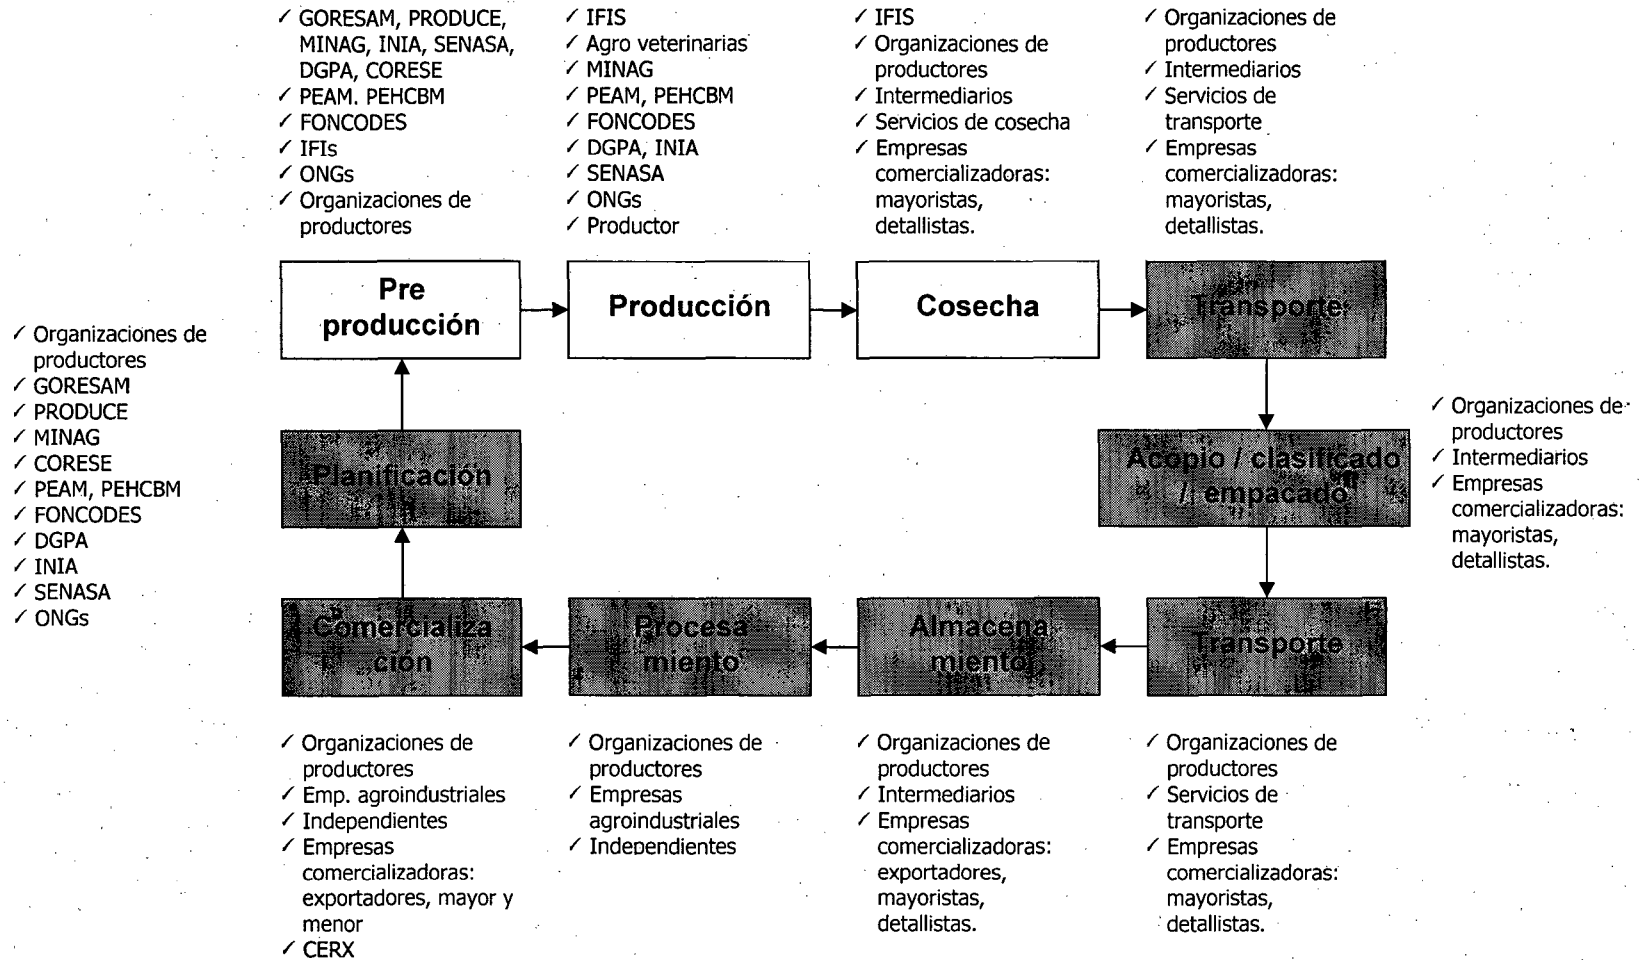 ✓ GORESAM, PRODUCE,
MINAG, INIA, SENASA,
DGPA, CORESE
✓ PEAM. PEHCBM
✓ FONCODES
✓ IFIs
✓ ONGs
✓ Organizaciones de
productores
✓ IFIS
✓ Agro veterinarias
✓ MINAG
✓ PEAM, PEHCBM
✓ FONCODES
✓ DGPA, INIA
✓ SENASA
✓ ONGs
✓ Productor
✓ IFIS
✓ Organizaciones de
productores
✓ Intermediarios
✓ Servicios de cosecha
✓ Empresas
comercializadoras:
mayoristas,
detallistas.
✓ Organizaciones de
productores
✓ Intermediarios
✓ Servicios de
transporte
✓ Empresas
comercializadoras:
mayoristas,
detallistas.
Pre
producción
Producción
Cosecha
Transporte
✓ Organizaciones de
productores
✓ GORESAM
✓ PRODUCE
✓ MINAG
✓ CORESE
✓ PEAM, PEHCBM
✓ FONCODES
✓ DGPA
✓ INIA
✓ SENASA
✓ ONGs
Planificación
Acopio / clasificado
/ empacado
✓ Organizaciones de
productores
✓ Intermediarios
✓ Empresas
comercializadoras:
mayoristas,
detallistas.
Comercializa
ción
Procesa
miento
Almacena
miento
Transporte
✓ Organizaciones de
productores
✓ Emp. agroindustriales
✓ Independientes
✓ Empresas
comercializadoras:
exportadores, mayor y
menor
✓ CERX
✓ Organizaciones de
productores
✓ Empresas
agroindustriales
✓ Independientes
✓ Organizaciones de
productores
✓ Intermediarios
✓ Empresas
comercializadoras:
exportadores,
mayoristas,
detallistas.
✓ Organizaciones de
productores
✓ Servicios de
transporte
✓ Empresas
comercializadoras:
mayoristas,
detallistas.